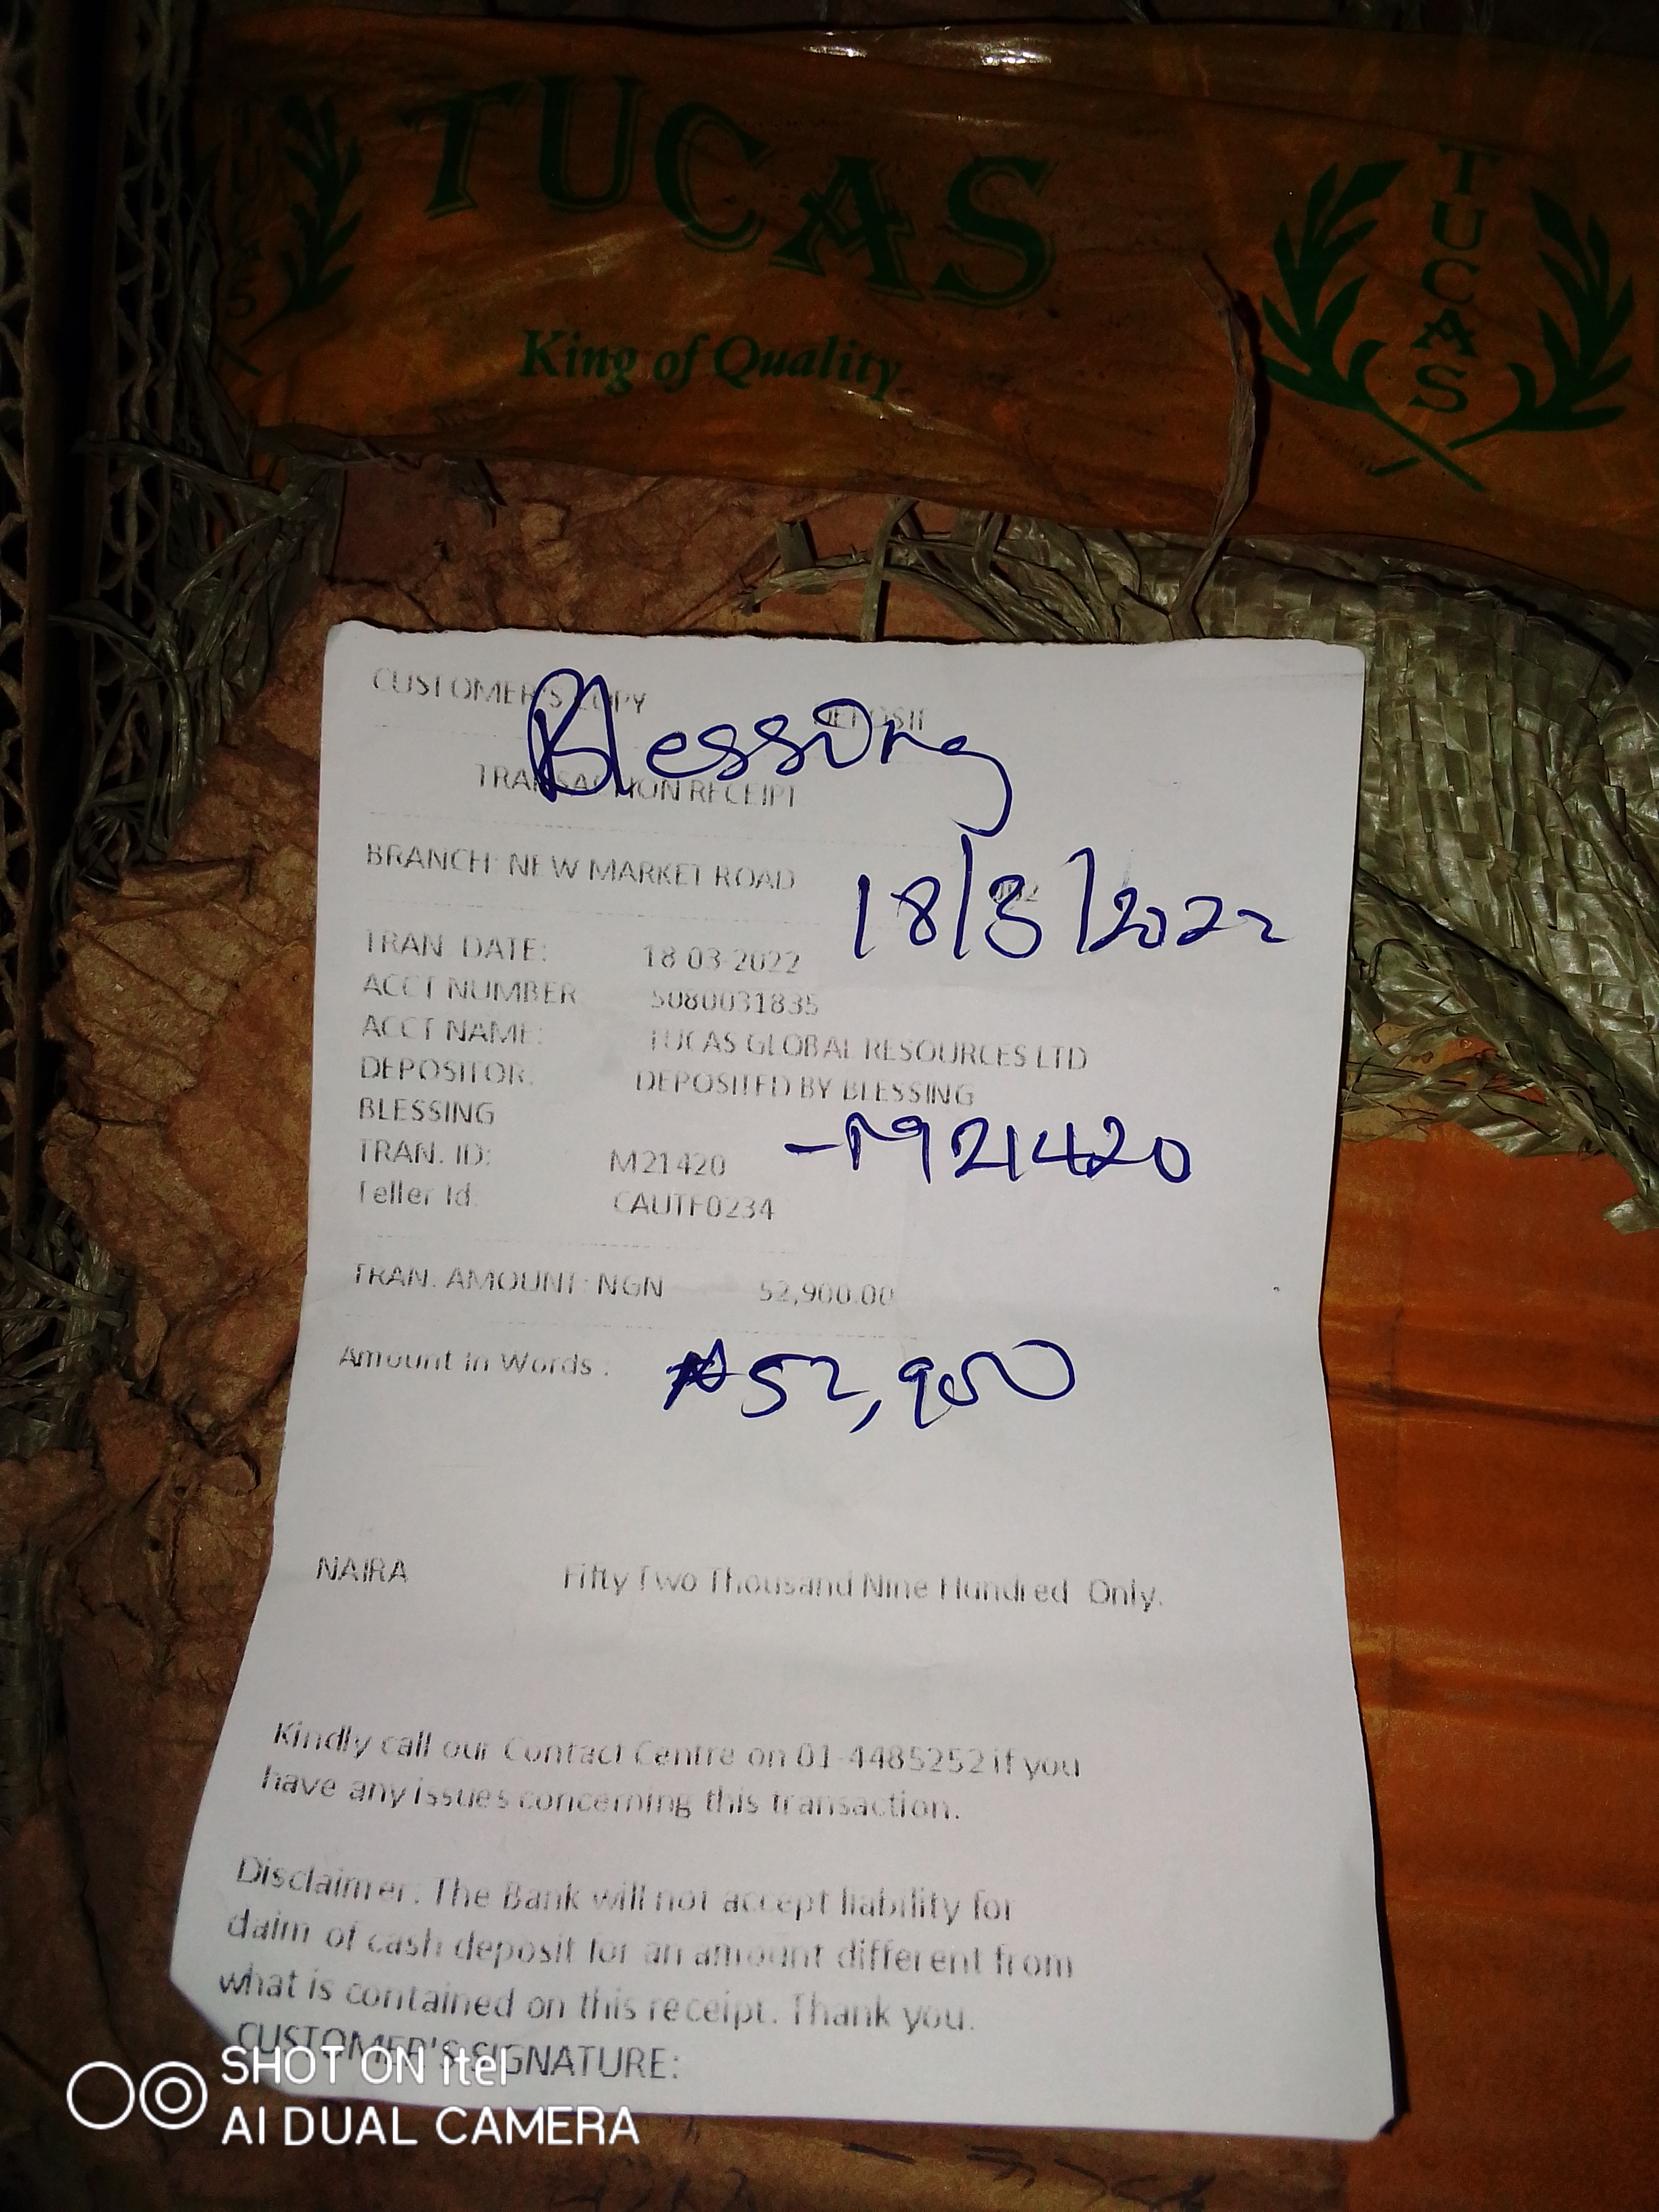 TUCAS
King of Quality
TUCAS
CUSTOMER'S COPY DEPOSIT
Blessing
TRANSACTION RECEIPT
BRANCH: NEW MARKET ROAD
18/3/2022
TRAN. DATE: 18-03-2022
ACCT NUMBER 5080031835
ACCT NAME: TUCAS GLOBAL RESOURCES LTD
DEPOSITOR: DEPOSITED BY BLESSING
BLESSING
TRAN. ID: M21420
Teller Id: CAUTF0234
TRAN. AMOUNT: NGN 52,900.00
Amount In Words :
₦52,900
NAIRA Fifty Two Thousand Nine Hundred Only.
Kindly call our Contact Centre on 01-4485252 if you
have any issues concerning this transaction.
Disclaimer: The Bank will not accept liability for
claim of cash deposit for an amount different from
what is contained on this receipt. Thank you.
CUSTOMER'S SIGNATURE:
SHOT ON itel
AI DUAL CAMERA